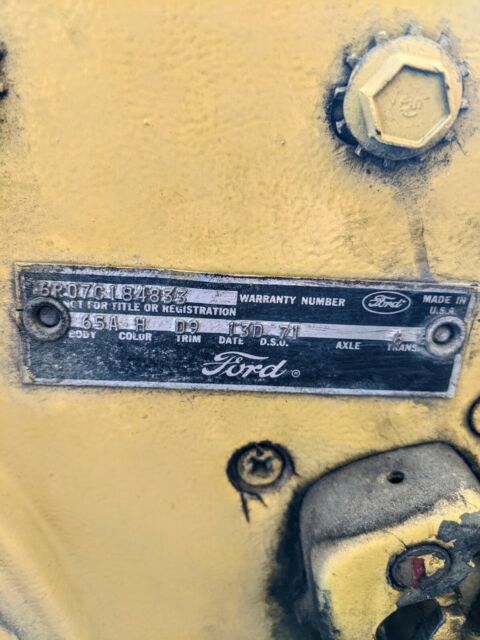 6R07C184833 WARRANTY NUMBER Ford MADE IN U.S.A.
NOT FOR TITLE OR REGISTRATION
65A H D9 13D 71
BODY COLOR TRIM DATE D.S.O. AXLE TRANS
Ford